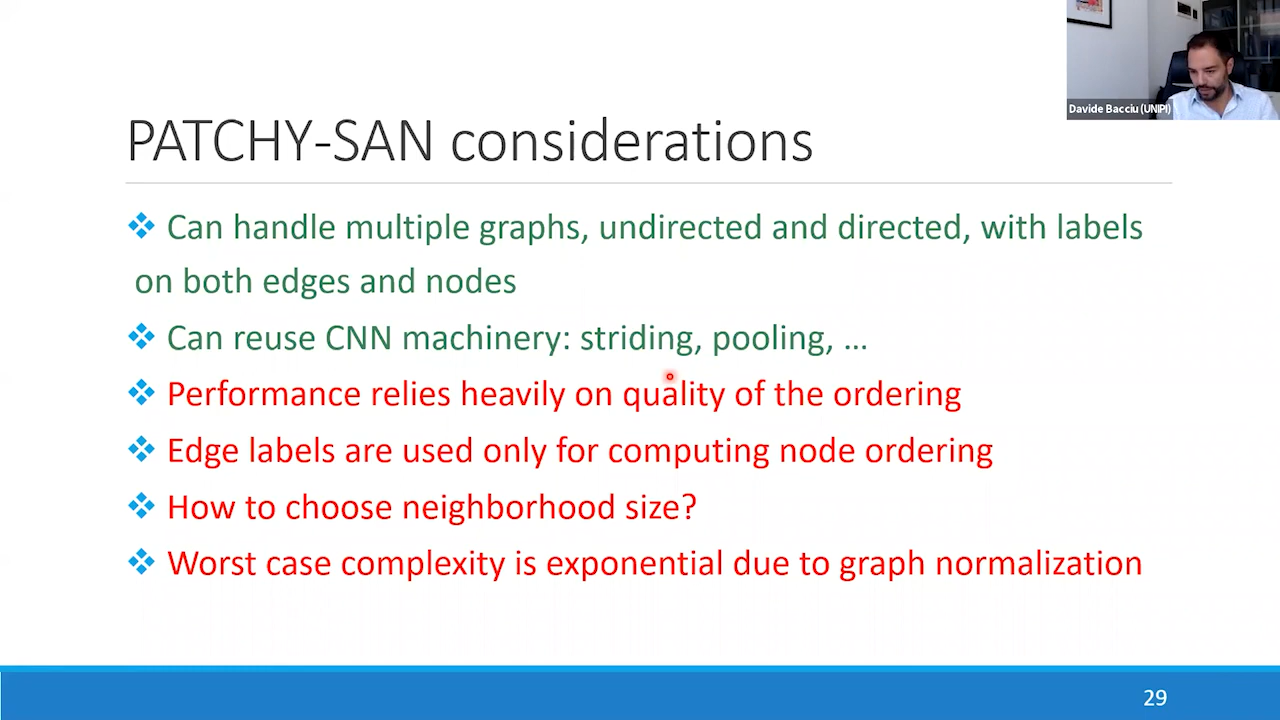 Davide Bacciu (UNIPI)
PATCHY-SAN considerations
❖ Can handle multiple graphs, undirected and directed, with labels
on both edges and nodes
❖ Can reuse CNN machinery: striding, pooling, …
❖ Performance relies heavily on quality of the ordering
❖ Edge labels are used only for computing node ordering
❖ How to choose neighborhood size?
❖ Worst case complexity is exponential due to graph normalization
29